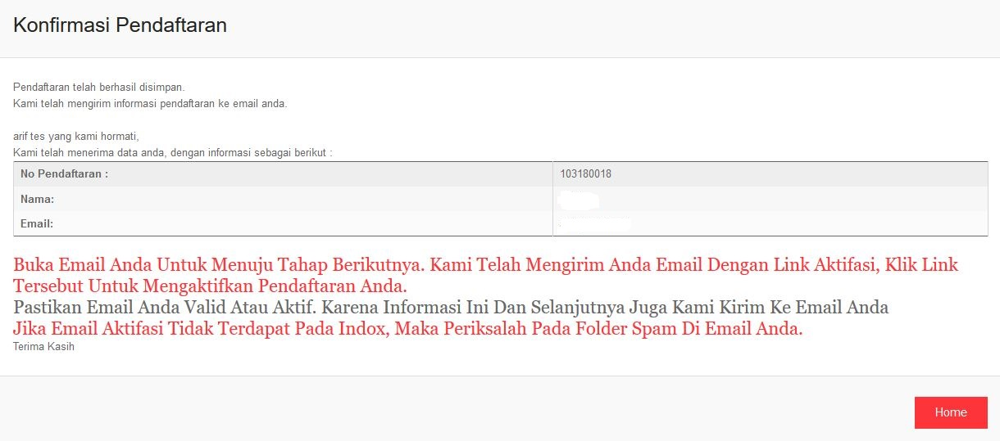 Konfirmasi Pendaftaran
Pendaftaran telah berhasil disimpan.
Kami telah mengirim informasi pendaftaran ke email anda.
arif tes yang kami hormati,
Kami telah menerima data anda, dengan informasi sebagai berikut :
No Pendaftaran : 103180018
Nama:
Email:
Buka Email Anda Untuk Menuju Tahap Berikutnya. Kami Telah Mengirim Anda Email Dengan Link Aktifasi, Klik Link
Tersebut Untuk Mengaktifkan Pendaftaran Anda.
Pastikan Email Anda Valid Atau Aktif. Karena Informasi Ini Dan Selanjutnya Juga Kami Kirim Ke Email Anda
Jika Email Aktifasi Tidak Terdapat Pada Indox, Maka Periksalah Pada Folder Spam Di Email Anda.
Terima Kasih
Home